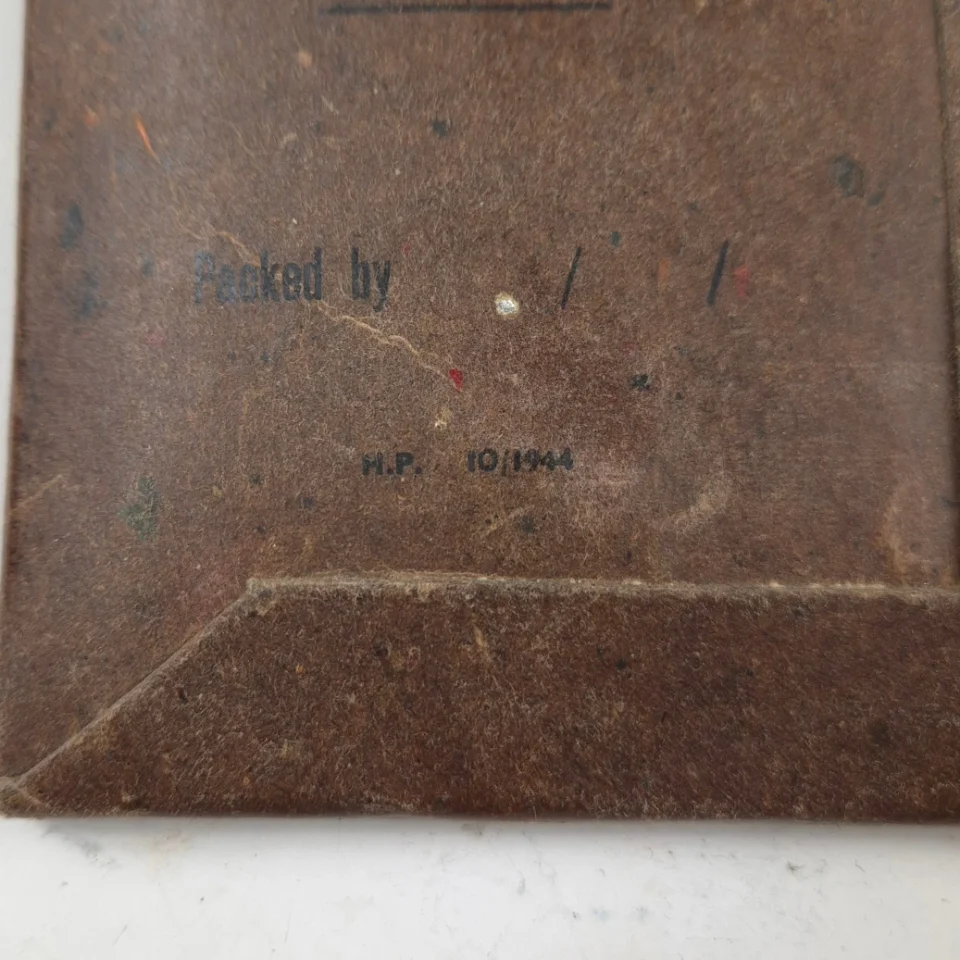 Packed by / /
H.P. 10/1944